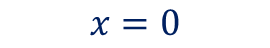 x = 0